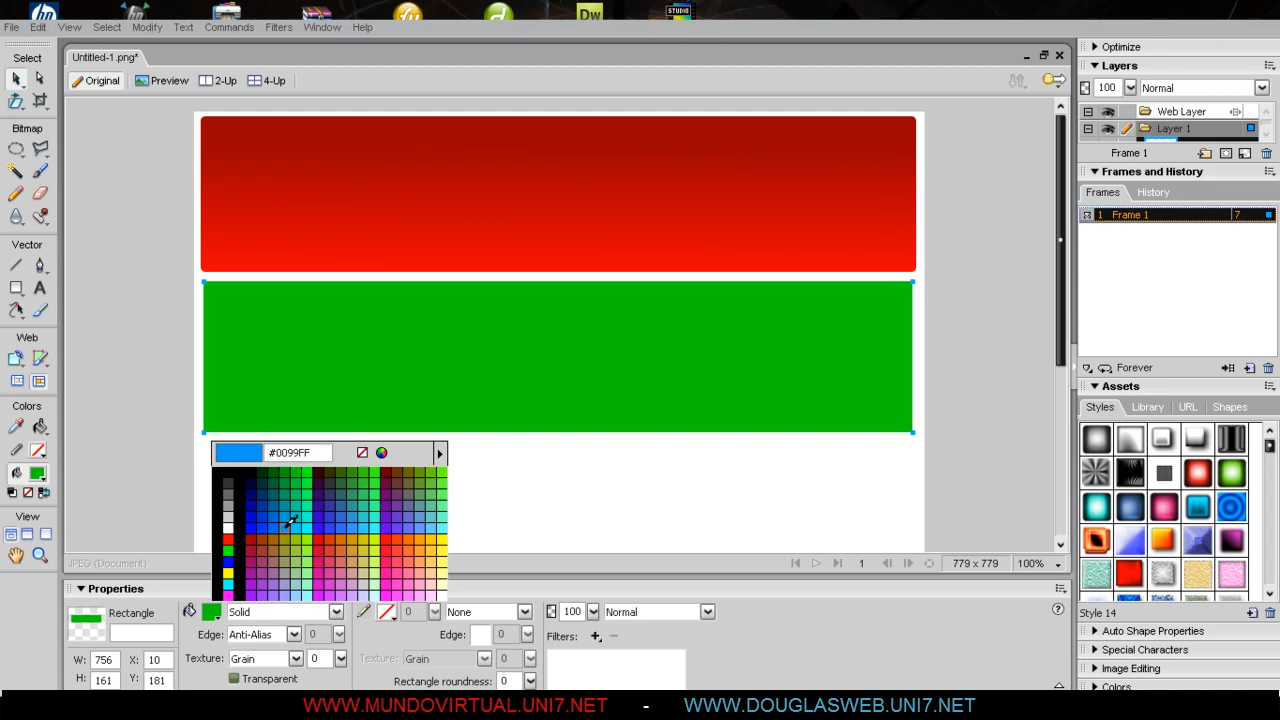 Dw
STUDIO
File Edit View Select Modify Text Commands Filters Window Help
Select
Untitled-1.png*
Original Preview 2-Up 4-Up
Optimize
Layers
100 Normal
Web Layer
Layer 1
Frame 1
Bitmap
Frames and History
Frames History
1 Frame 1 7
Vector
Web
Forever
Assets
Styles Library URL Shapes
Colors
#0099FF
View
JPEG (Document)
1 779 x 779 100%
Properties
Rectangle Solid 0 None 100 Normal
Edge: Anti-Alias 0 Edge: 0 Filters:
Texture: Grain 0 Texture: Grain 0
Transparent Rectangle roundness: 0
W: 756 X: 10
H: 161 Y: 181
Style 14
Auto Shape Properties
Special Characters
Image Editing
Colors
WWW.MUNDOVIRTUAL.UNI7.NET - WWW.DOUGLASWEB.UNI7.NET